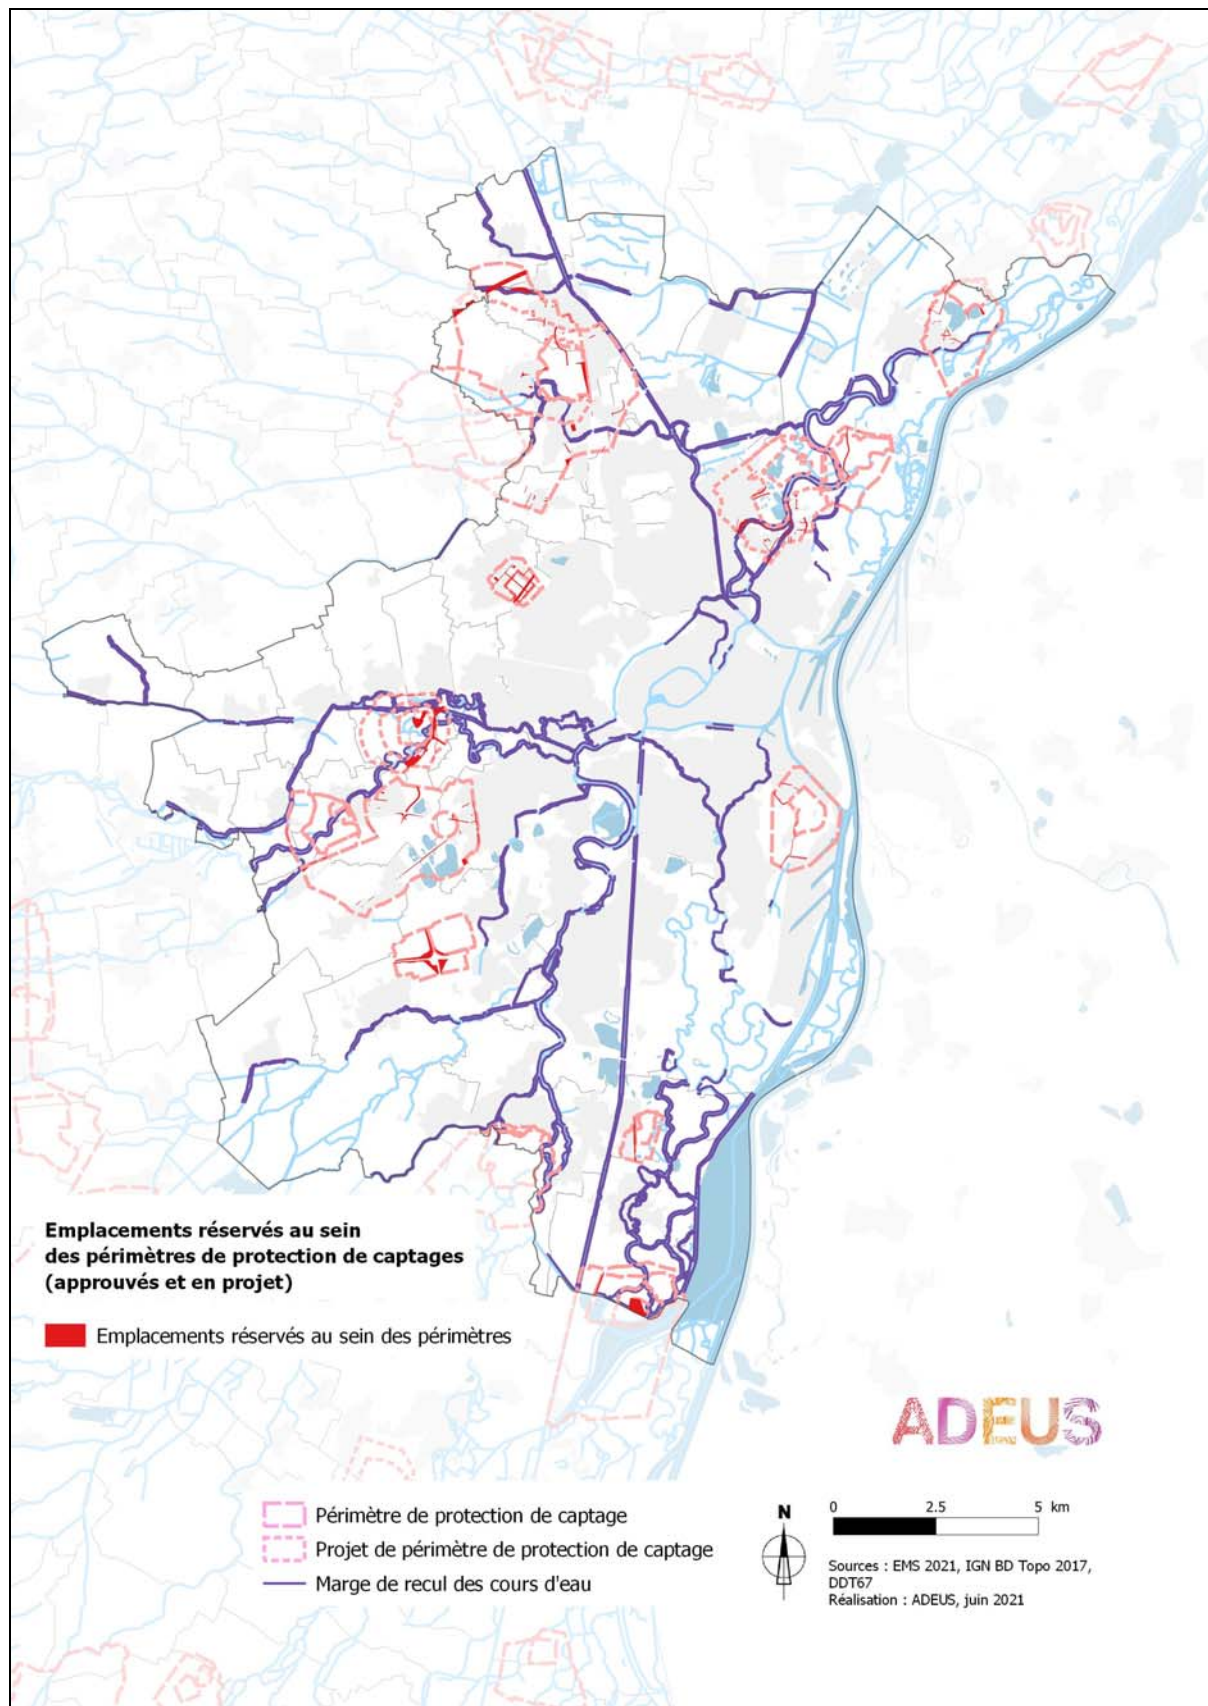 Emplacements réservés au sein
des périmètres de protection de captages
(approuvés et en projet)
Emplacements réservés au sein des périmètres
ADEUS
Périmètre de protection de captage
Projet de périmètre de protection de captage
Marge de recul des cours d'eau
N
0 2.5 5 km
Sources : EMS 2021, IGN BD Topo 2017,
DDT67
Réalisation : ADEUS, juin 2021